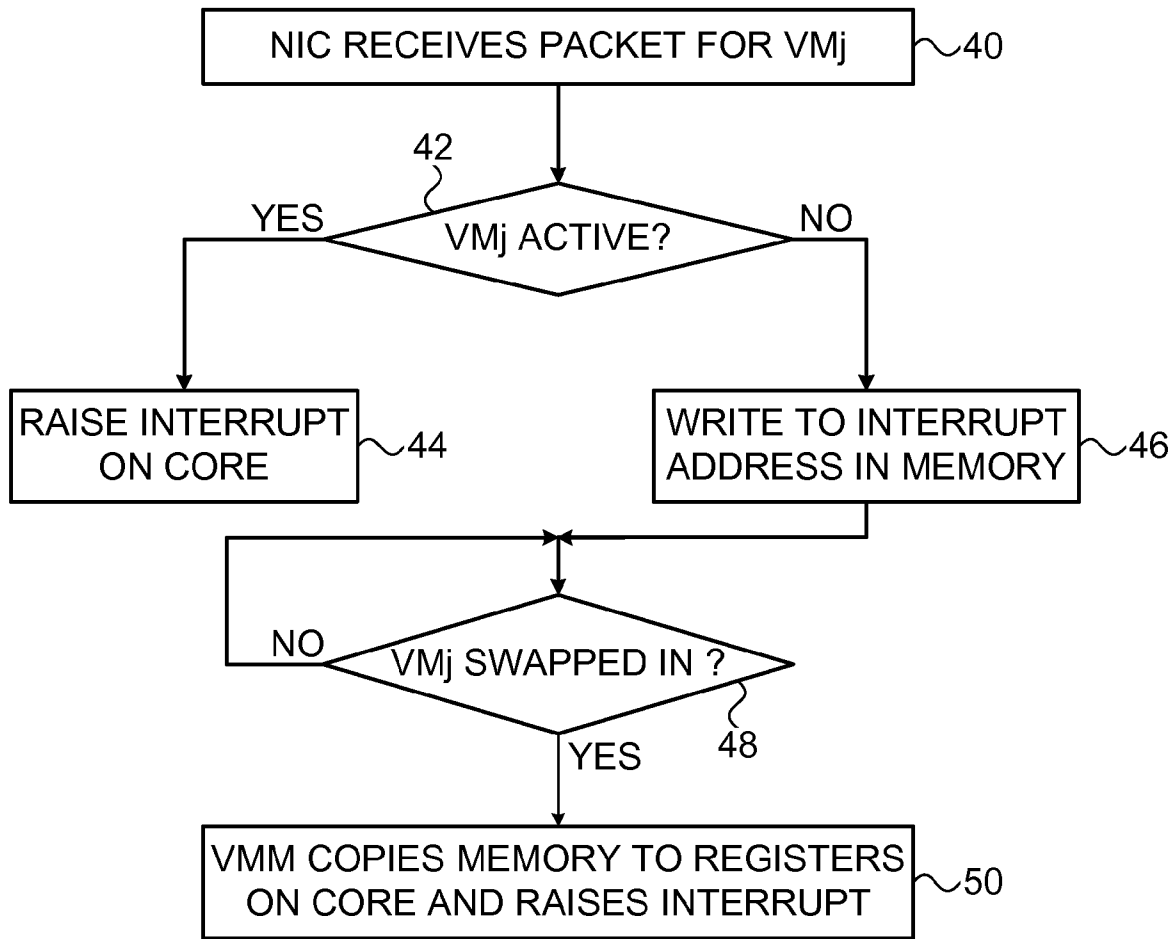 NIC RECEIVES PACKET FOR VMj
40
42
YES
NO
VMj ACTIVE?
RAISE INTERRUPT
ON CORE
44
WRITE TO INTERRUPT
ADDRESS IN MEMORY
46
NO
VMj SWAPPED IN ?
48
YES
VMM COPIES MEMORY TO REGISTERS
ON CORE AND RAISES INTERRUPT
50